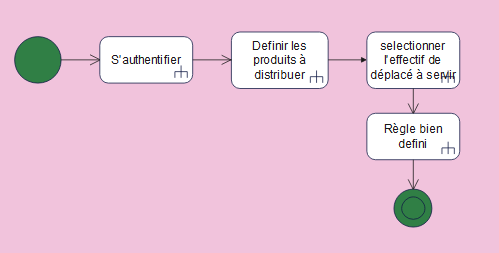 S'authentifier
Definir les
produits à
distribuer
selectionner
l'effectif de
déplacé à servir
Règle bien
defini